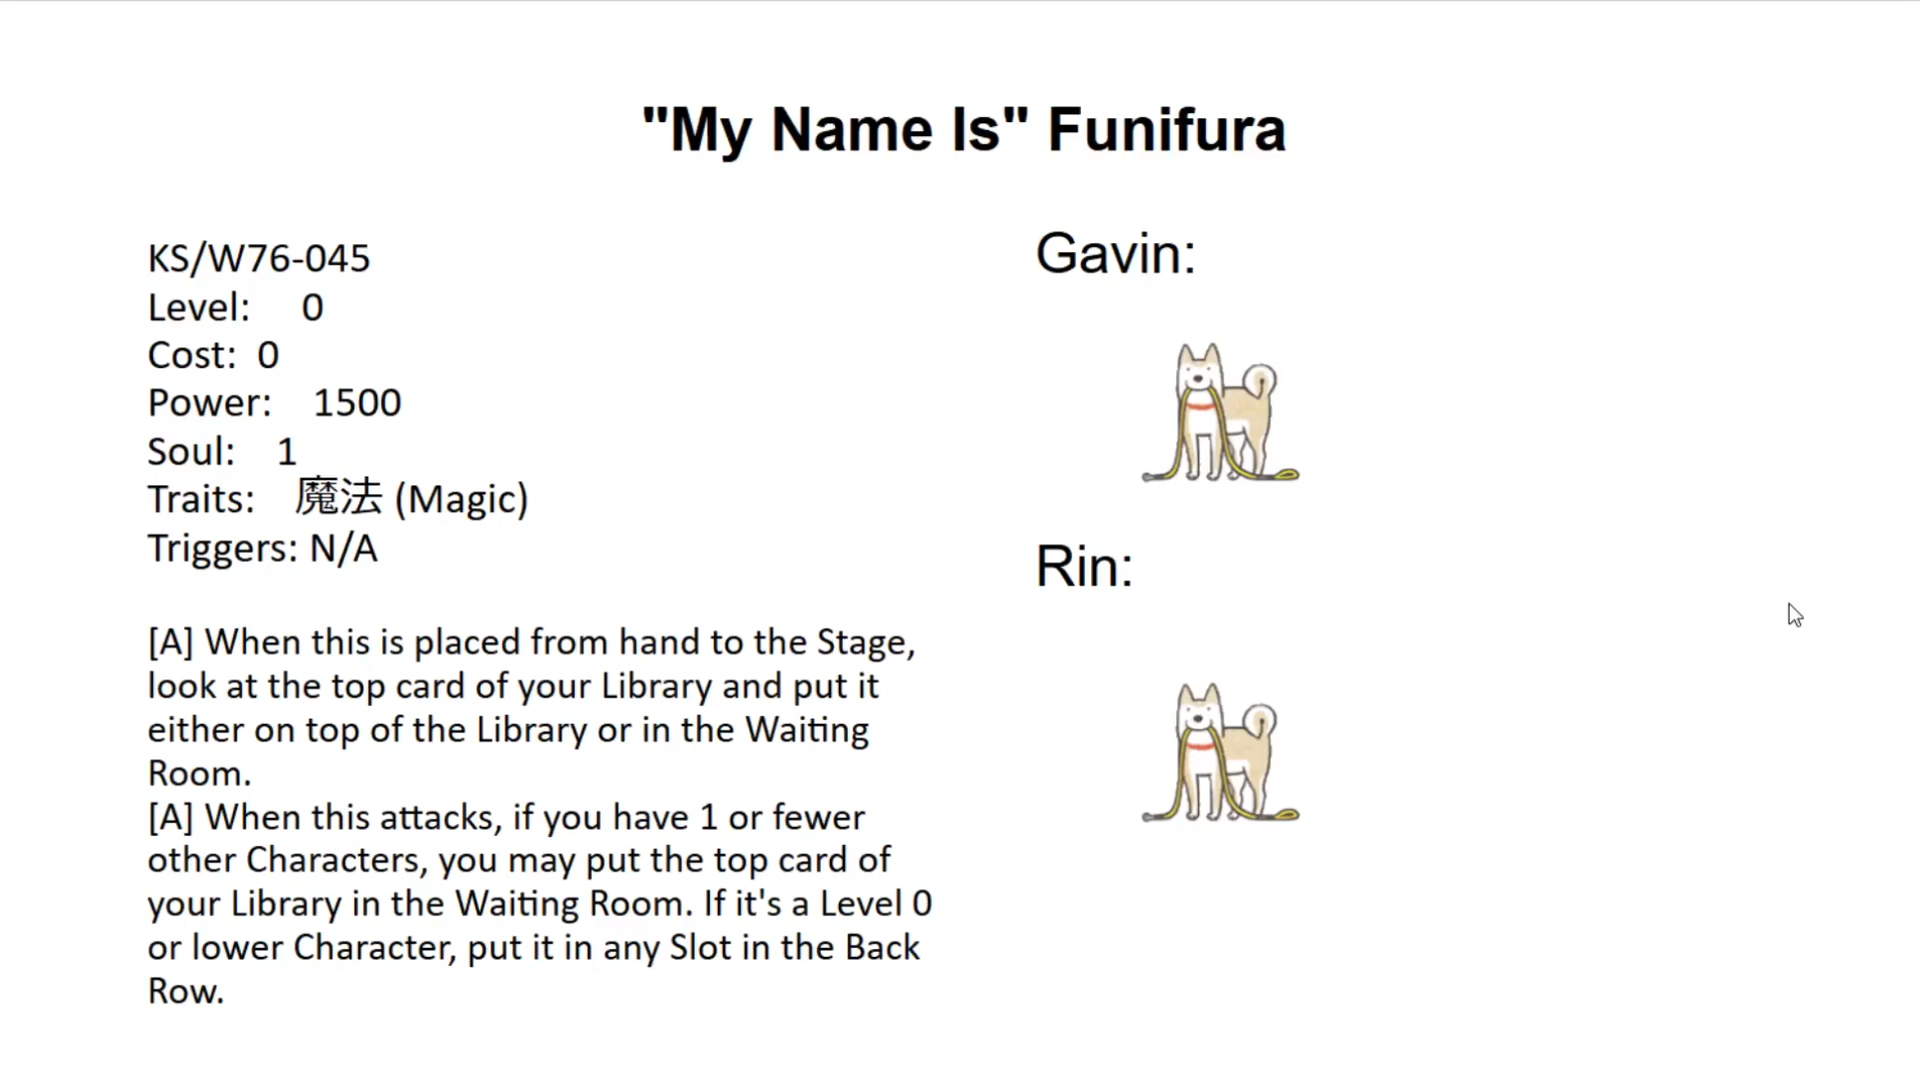 "My Name Is" Funifura
KS/W76-045
Level: 0
Cost: 0
Power: 1500
Soul: 1
Traits: 魔法 (Magic)
Triggers: N/A
[A] When this is placed from hand to the Stage,
look at the top card of your Library and put it
either on top of the Library or in the Waiting
Room.
[A] When this attacks, if you have 1 or fewer
other Characters, you may put the top card of
your Library in the Waiting Room. If it's a Level 0
or lower Character, put it in any Slot in the Back
Row.
Gavin:
Rin: